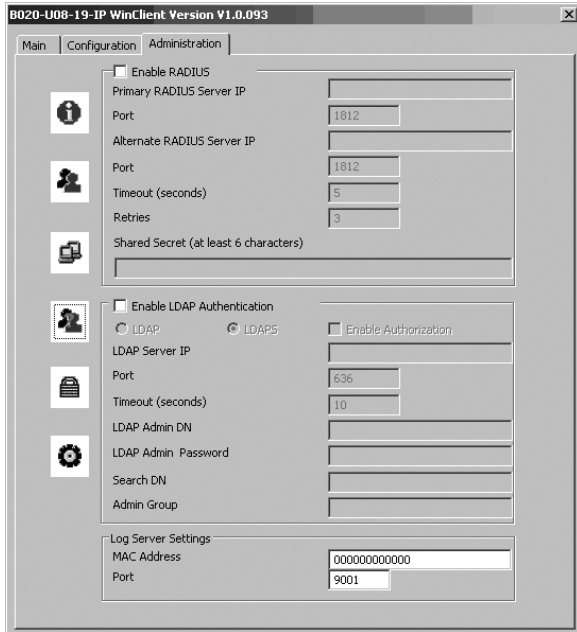 B020-U08-19-IP WinClient Version V1.0.093
Main Configuration Administration
Enable RADIUS
Primary RADIUS Server IP
Port 1812
Alternate RADIUS Server IP
Port 1812
Timeout (seconds) 5
Retries 3
Shared Secret (at least 6 characters)
Enable LDAP Authentication
LDAP LDAPS Enable Authorization
LDAP Server IP
Port 636
Timeout (seconds) 10
LDAP Admin DN
LDAP Admin Password
Search DN
Admin Group
Log Server Settings
MAC Address 000000000000
Port 9001